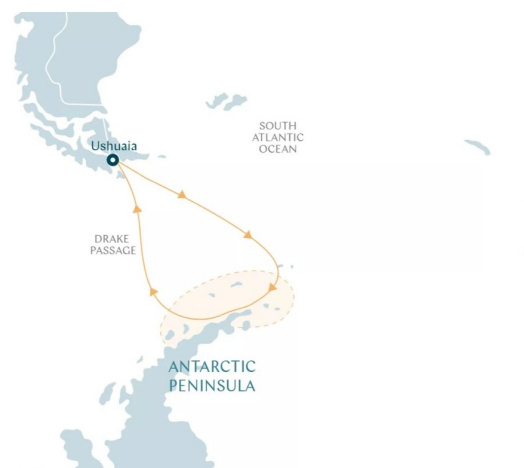 SOUTH
ATLANTIC
OCEAN
Ushuaia
DRAKE
PASSAGE
ANTARCTIC
PENINSULA